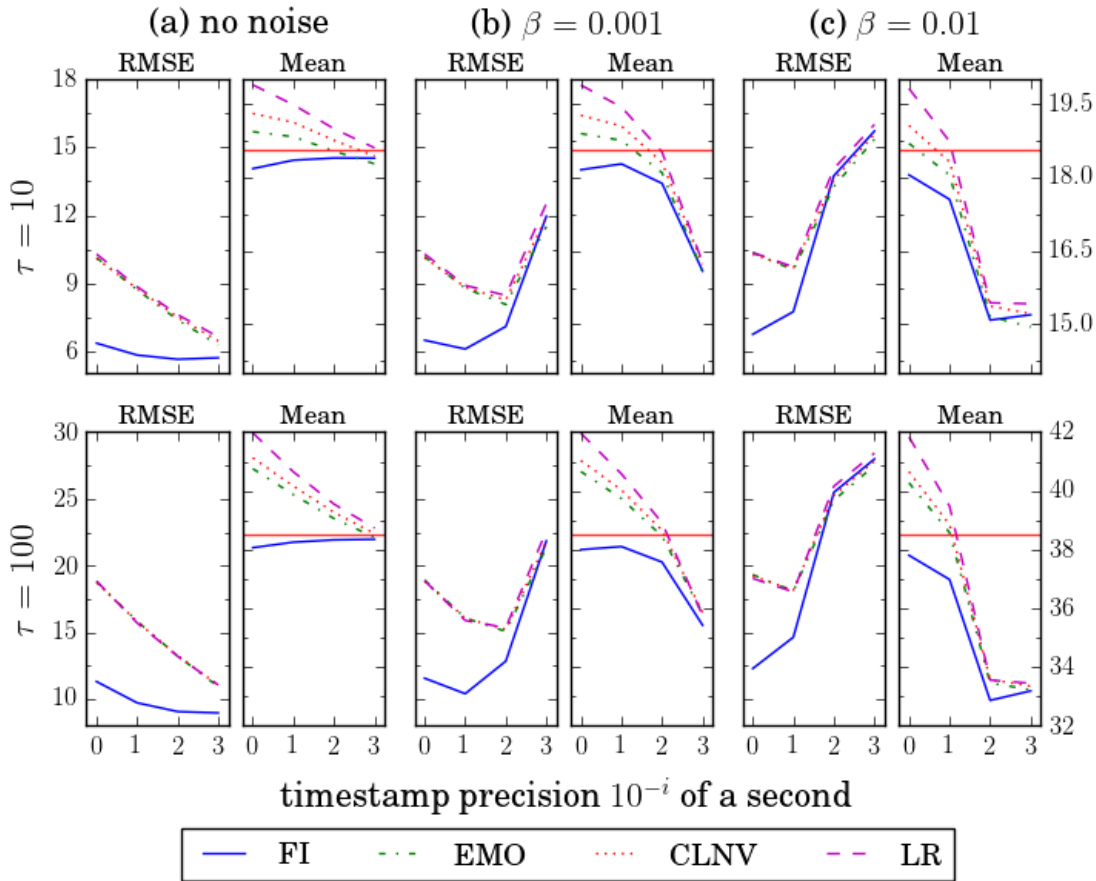 (a) no noise (b) β = 0.001 (c) β = 0.01
RMSE Mean RMSE Mean RMSE Mean
18
15
12
9
6
τ = 10
19.5
18.0
16.5
15.0
RMSE Mean RMSE Mean RMSE Mean
30
25
20
15
10
τ = 100
42
40
38
36
34
32
0 1 2 3 0 1 2 3 0 1 2 3 0 1 2 3 0 1 2 3 0 1 2 3
timestamp precision 10⁻ⁱ of a second
FI EMO CLNV LR